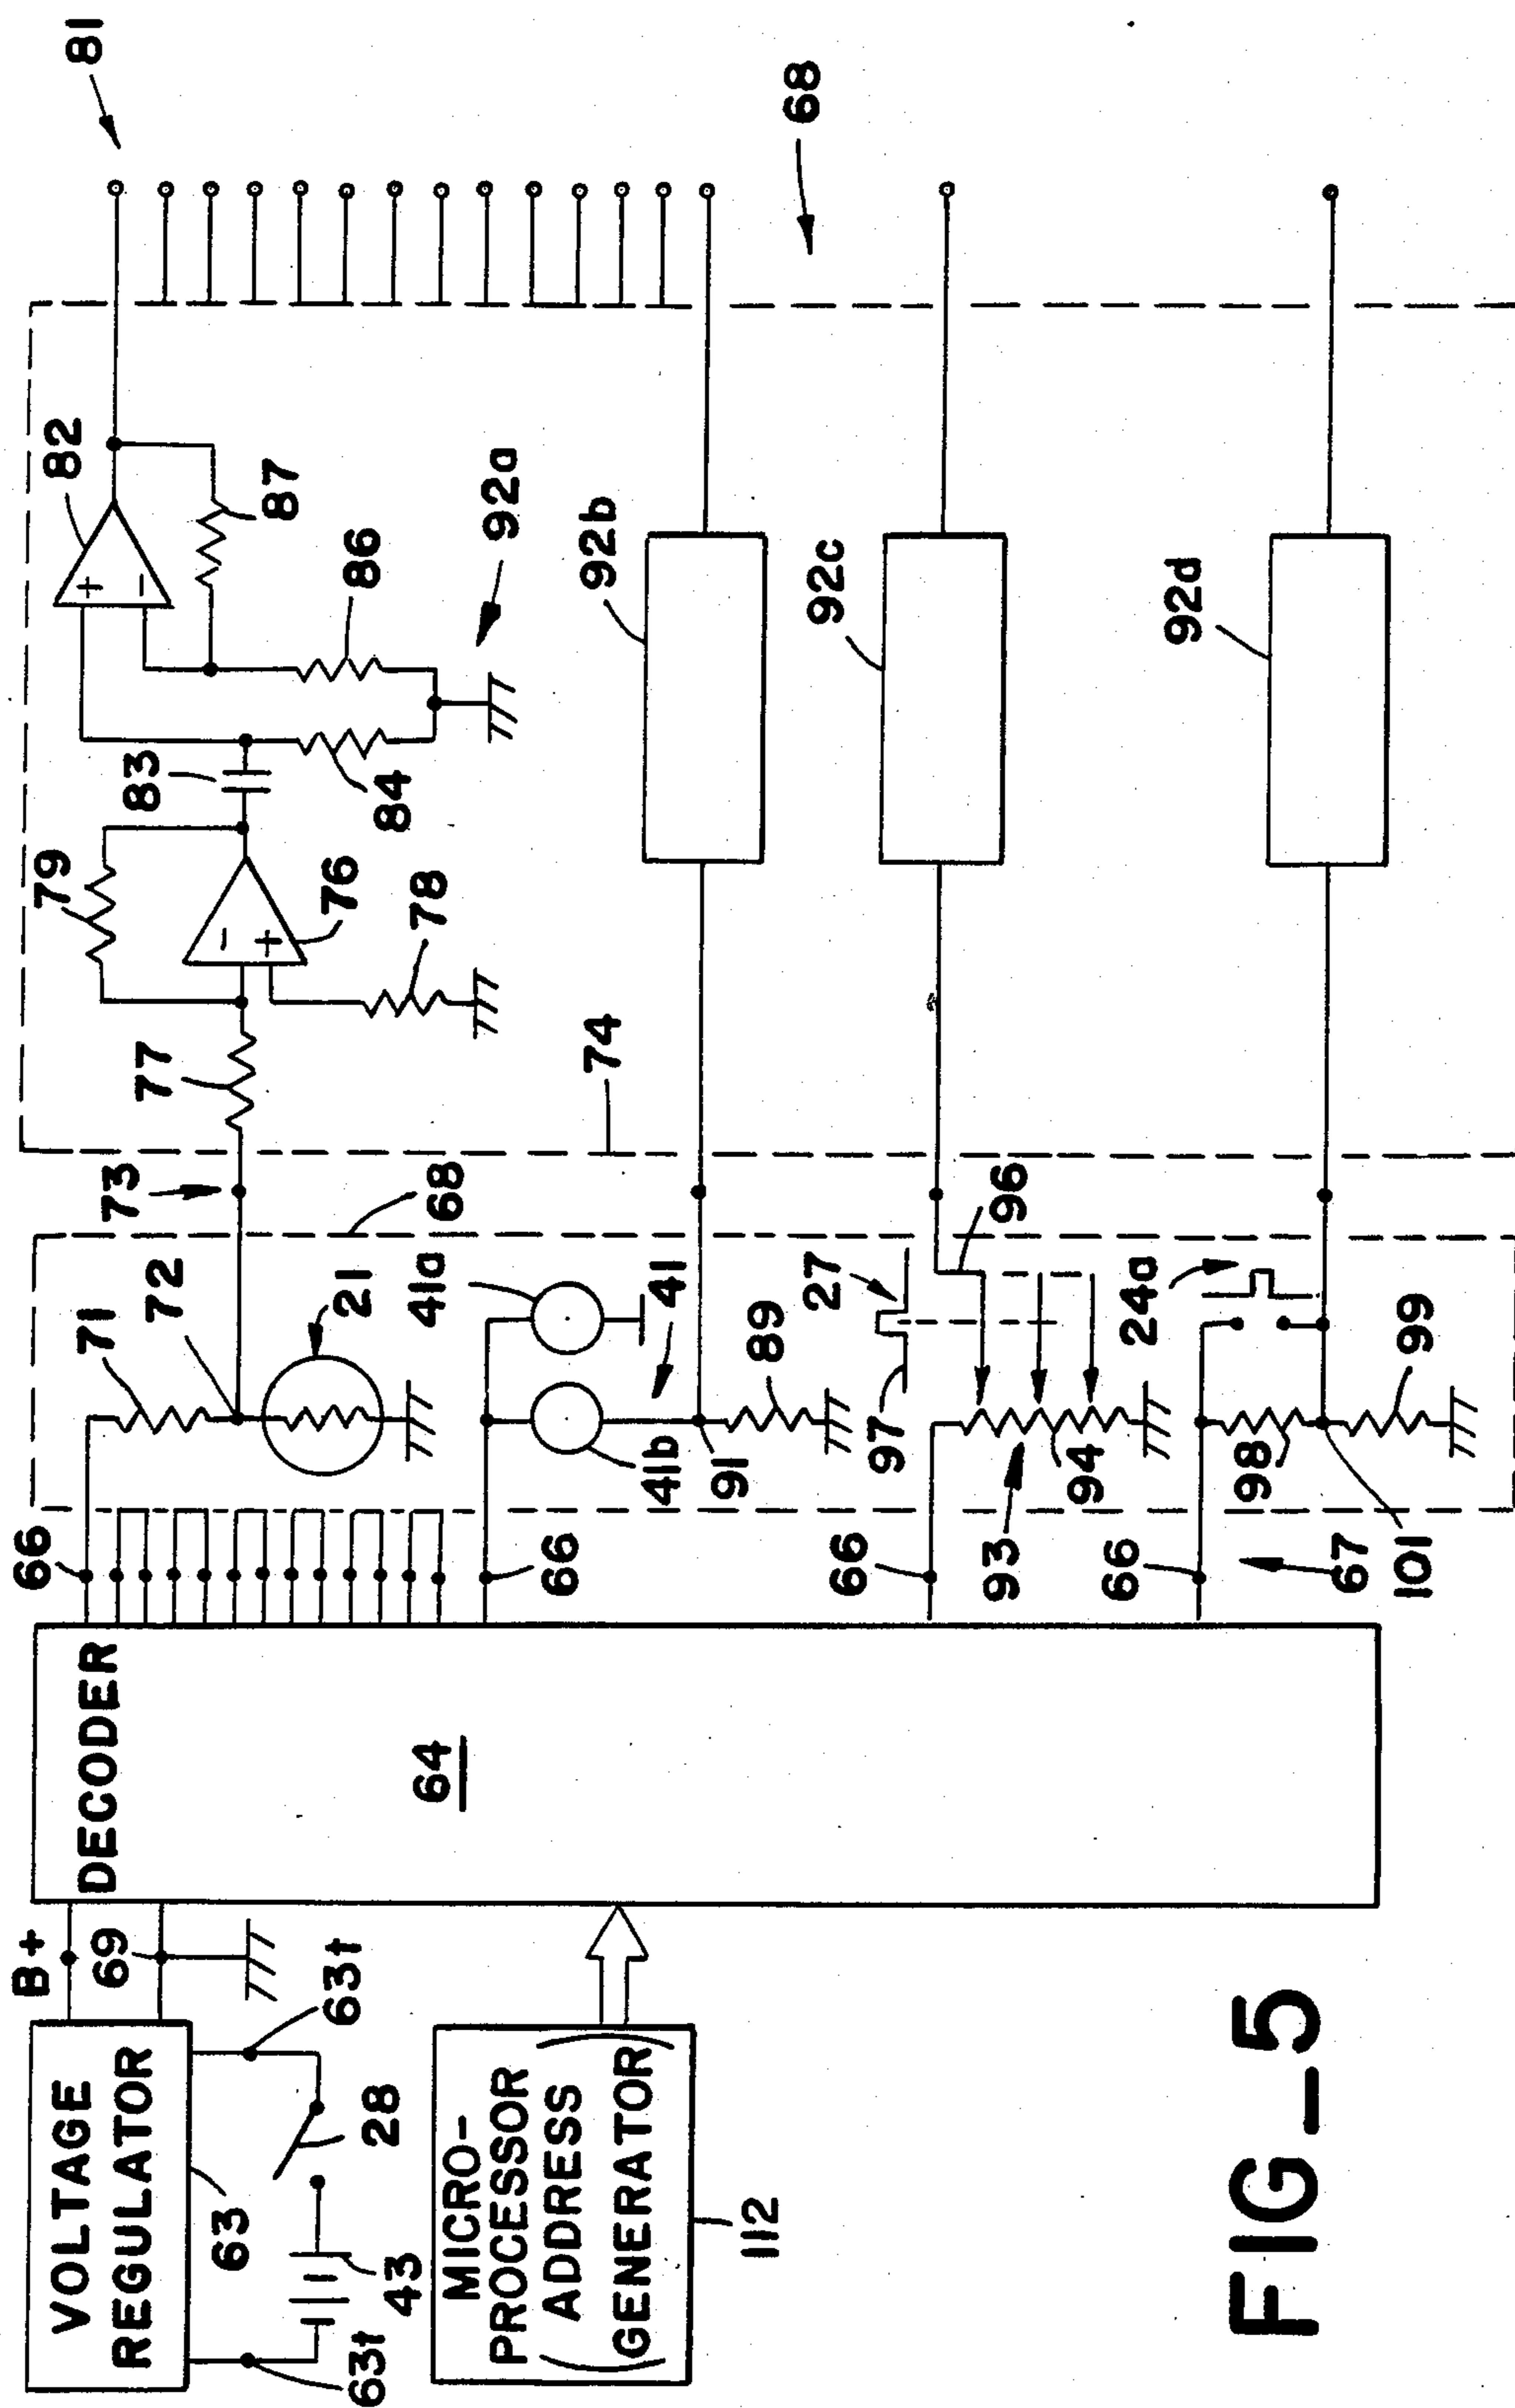 VOLTAGE
REGULATOR
63
63t
63t
28
43
B+
69
MICRO-
PROCESSOR
(ADDRESS
GENERATOR)
112
DECODER
64
66
66
66
66
67
71
72
21
41a
41b
41
91
89
97
27
93
94
96
24a
98
99
101
68
73
74
77
79
76
78
83
84
82
87
86
92a
92b
92c
92d
81
68
-
+
+
-
FIG_5